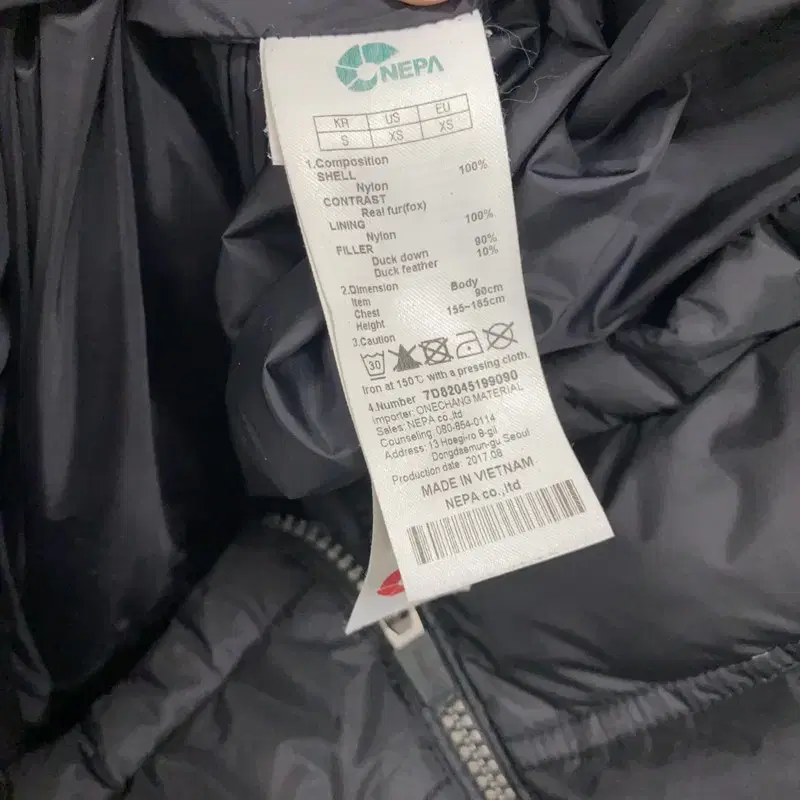 NEPA
KR US EU
S XS XS
1.Composition
SHELL
Nylon 100%
CONTRAST
Real fur(fox)
LINING
Nylon 100%
FILLER
Duck down 90%
Duck feather 10%
2.Dimension
Item Body
Chest 90cm
Height 155~165cm
3.Caution
30
Iron at 150℃ with a pressing cloth.
4.Number 7D82045199090
Importer: ONECHANG MATERIAL
Sales: NEPA co.,ltd
Counseling: 080-854-0114
Address: 13 Hoegi-ro 8-gil
Dongdaemun-gu Seoul
Production date: 2017.08
MADE IN VIETNAM
NEPA co.,ltd